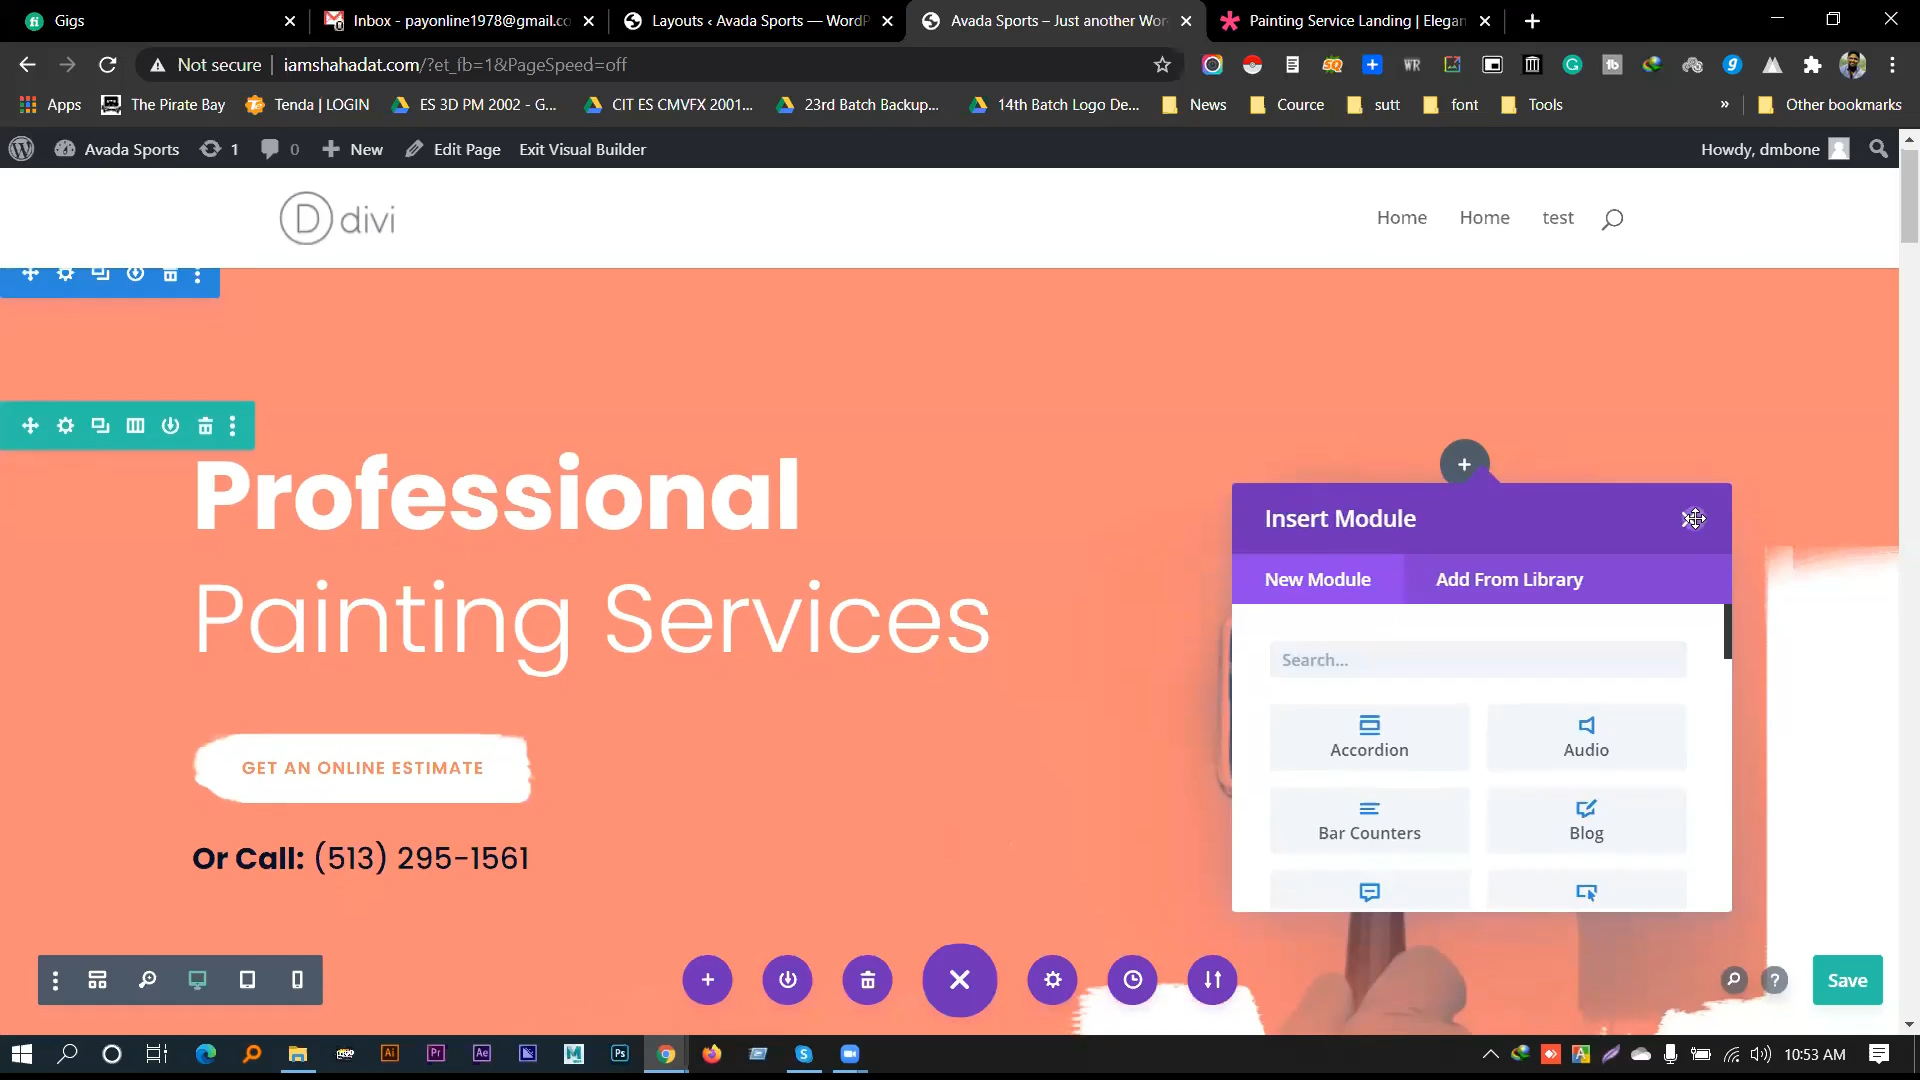 Gigs
Inbox - payonline1978@gmail.co
Layouts ‹ Avada Sports — WordP
Avada Sports – Just another Wor
Painting Service Landing | Elegan
Not secure
iamshahadat.com/?et_fb=1&PageSpeed=off
Apps
The Pirate Bay
Tenda | LOGIN
ES 3D PM 2002 - G...
CIT ES CMVFX 2001...
23rd Batch Backup...
14th Batch Logo De...
News
Cource
sutt
font
Tools
»
Other bookmarks
Avada Sports
1
0
New
Edit Page
Exit Visual Builder
Howdy, dmbone
D divi
Home
Home
test
Professional
Painting Services
GET AN ONLINE ESTIMATE
Or Call: (513) 295-1561
Insert Module
New Module
Add From Library
Search...
Accordion
Audio
Bar Counters
Blog
Save
10:53 AM